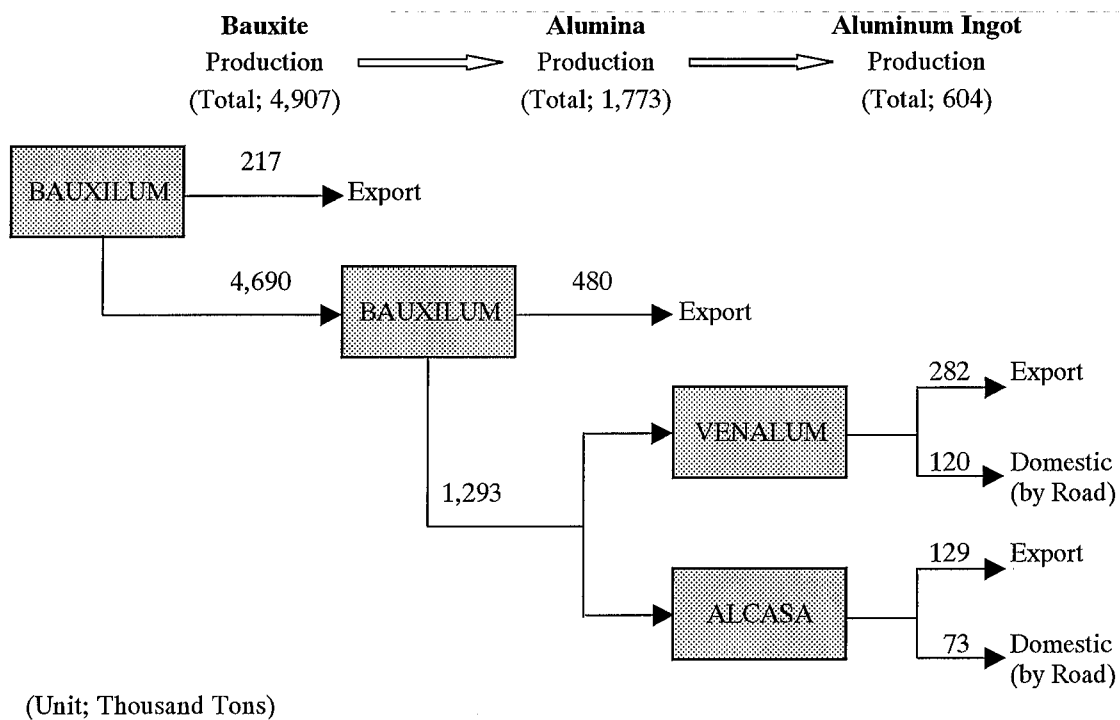 Bauxite
Production
(Total; 4,907)
Alumina
Production
(Total; 1,773)
Aluminum Ingot
Production
(Total; 604)
BAUXILUM
217
Export
4,690
BAUXILUM
480
Export
1,293
VENALUM
282
Export
120
Domestic
(by Road)
ALCASA
129
Export
73
Domestic
(by Road)
(Unit; Thousand Tons)